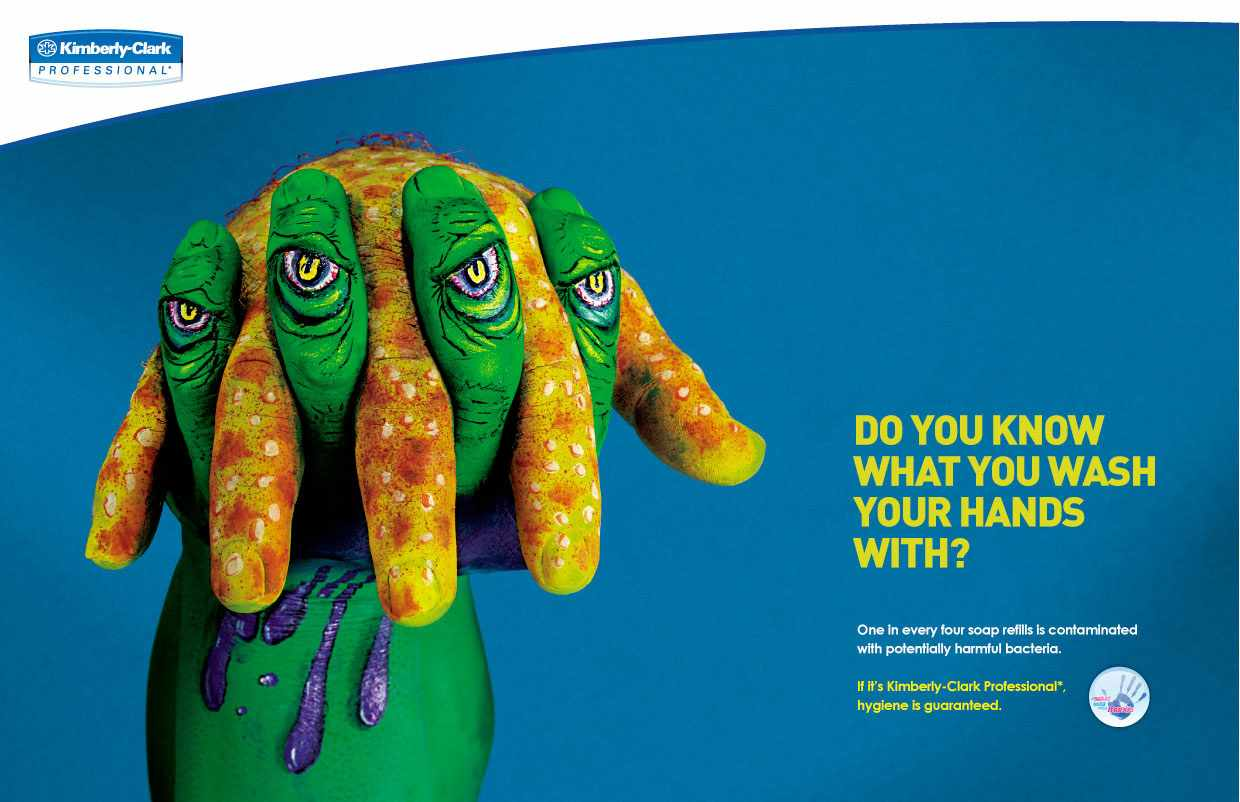 Kimberly-Clark
PROFESSIONAL*
DO YOU KNOW
WHAT YOU WASH
YOUR HANDS
WITH?
One in every four soap refills is contaminated
with potentially harmful bacteria.
If it's Kimberly-Clark Professional*,
hygiene is guaranteed.